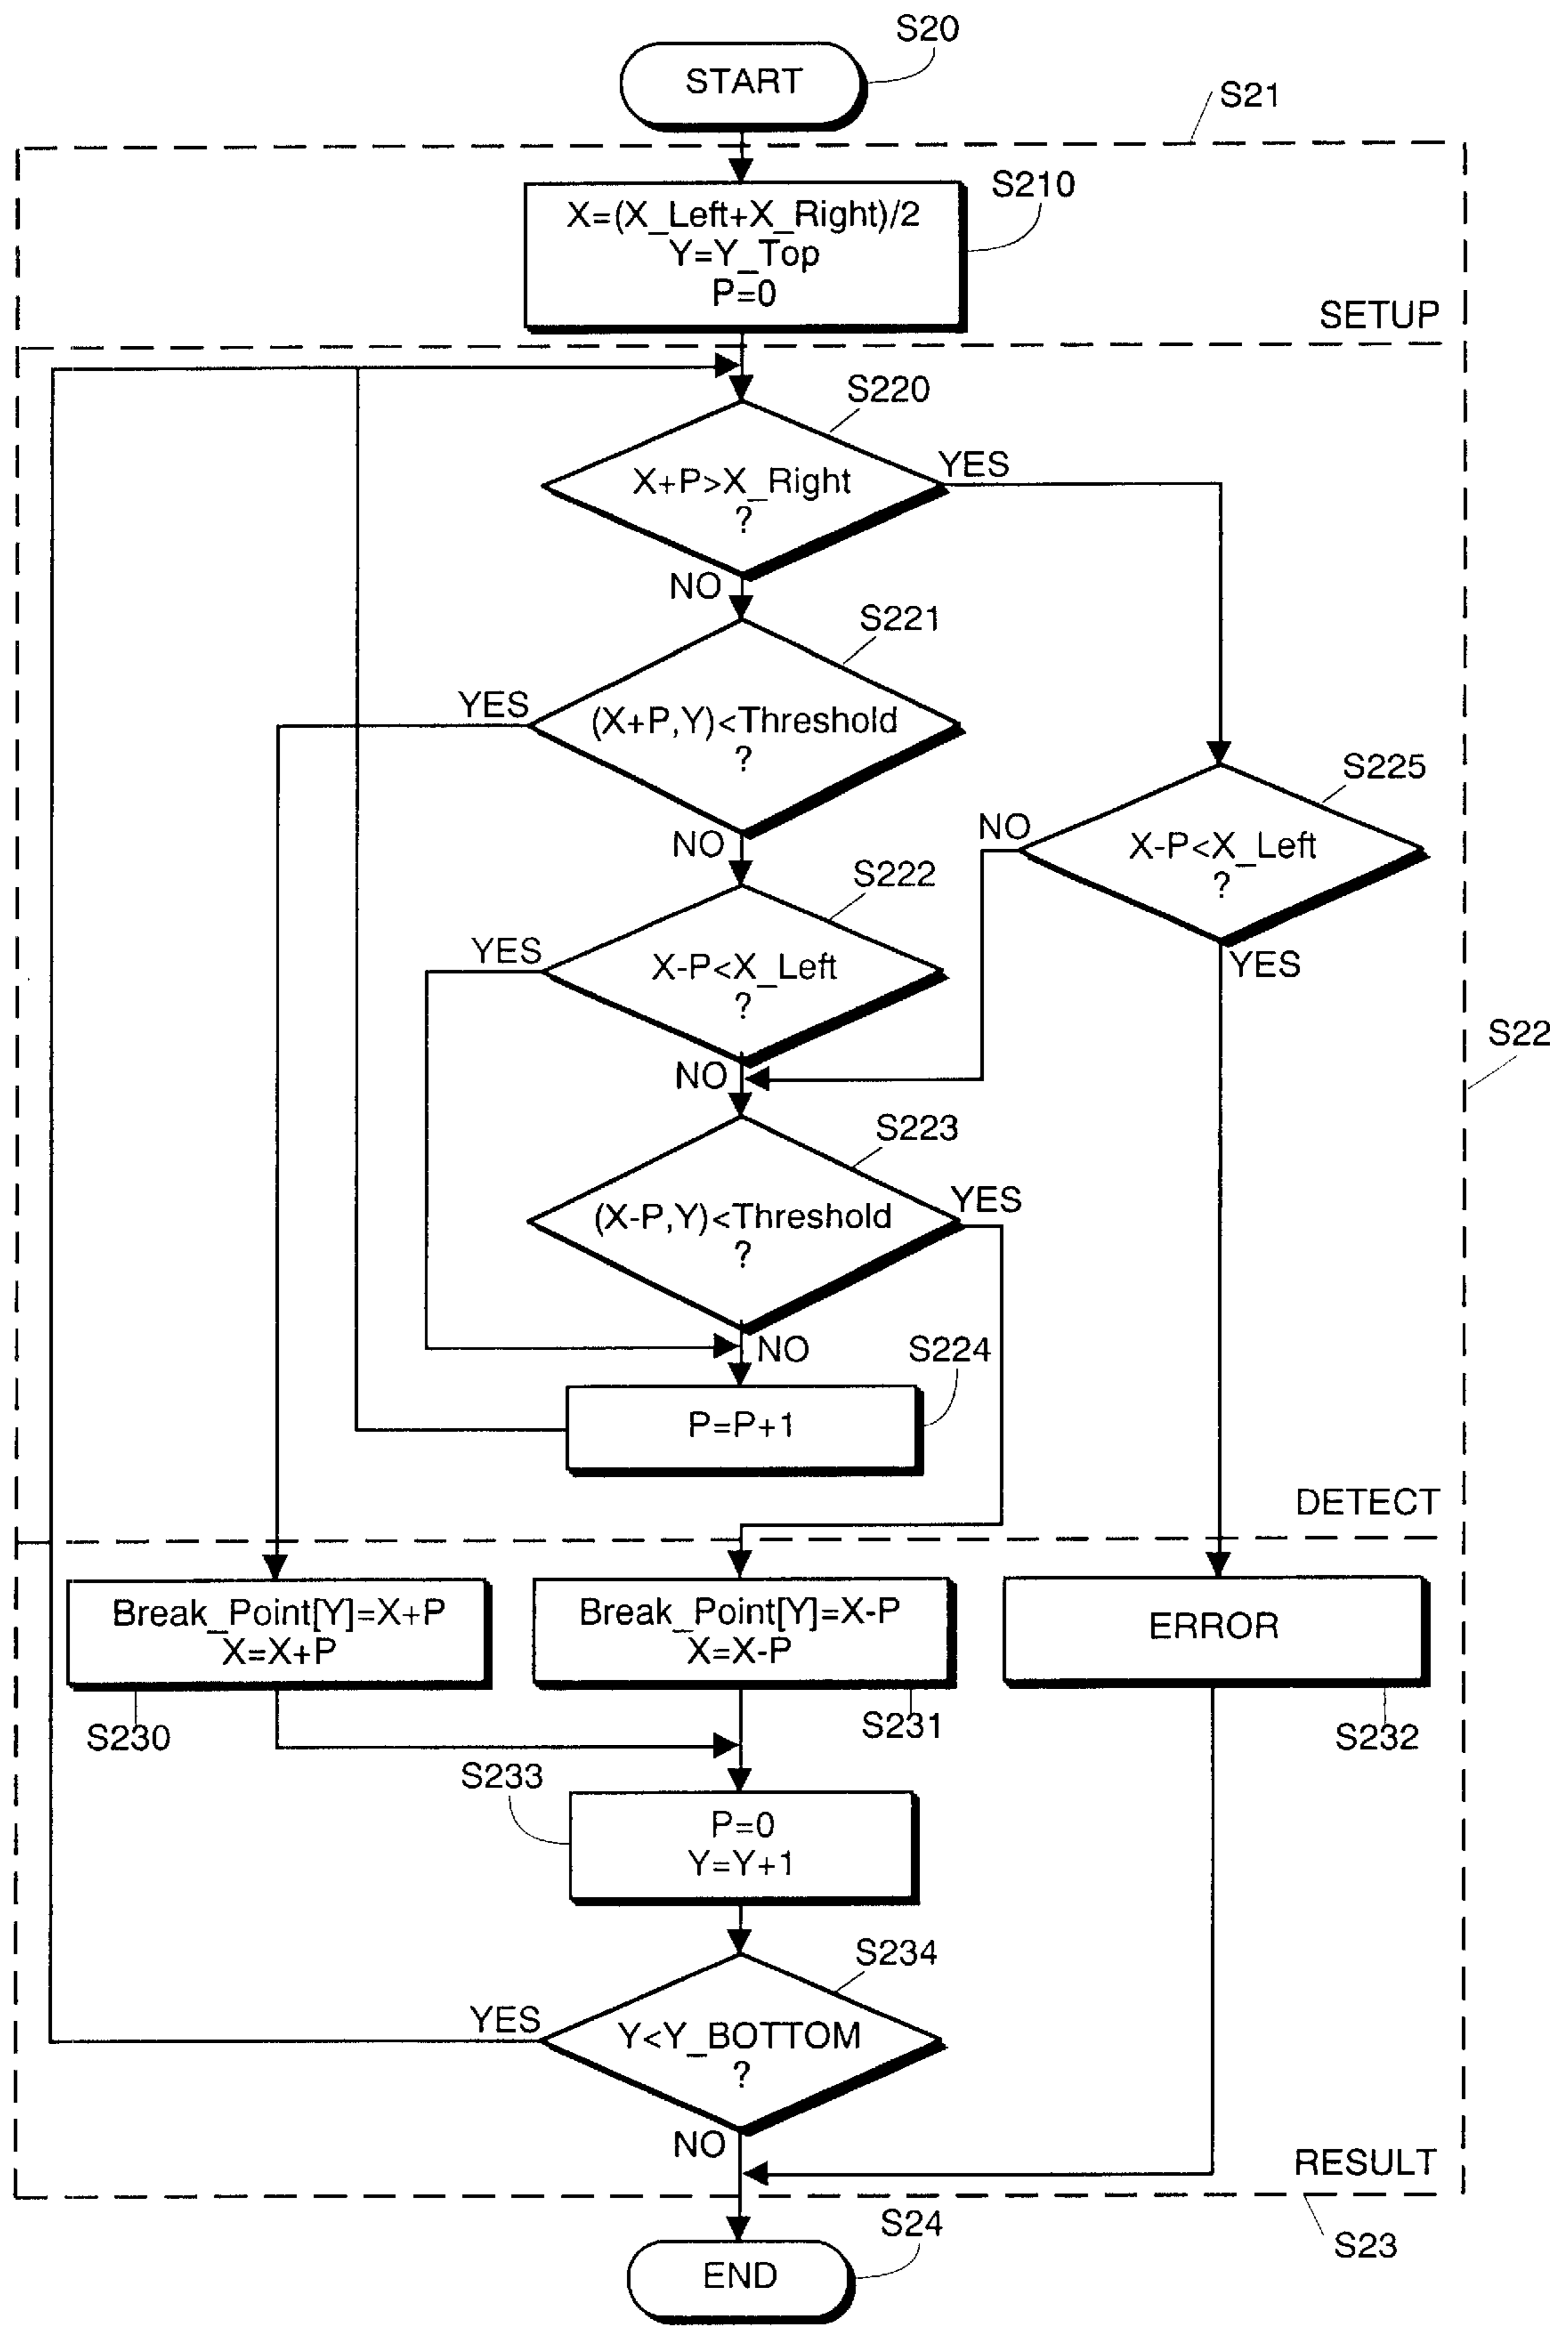 S20
START
S21
S210
X=(X_Left+X_Right)/2
Y=Y_Top
P=0
SETUP
S220
X+P>X_Right
?
YES
NO
S221
YES
(X+P,Y)<Threshold
?
NO
S225
NO
X-P<X_Left
?
YES
S222
YES
X-P<X_Left
?
NO
S22
S223
YES
(X-P,Y)<Threshold
?
NO
S224
P=P+1
DETECT
Break_Point[Y]=X+P
X=X+P
Break_Point[Y]=X-P
X=X-P
ERROR
S230
S231
S232
S233
P=0
Y=Y+1
S234
YES
Y<Y_BOTTOM
?
NO
RESULT
S24
S23
END